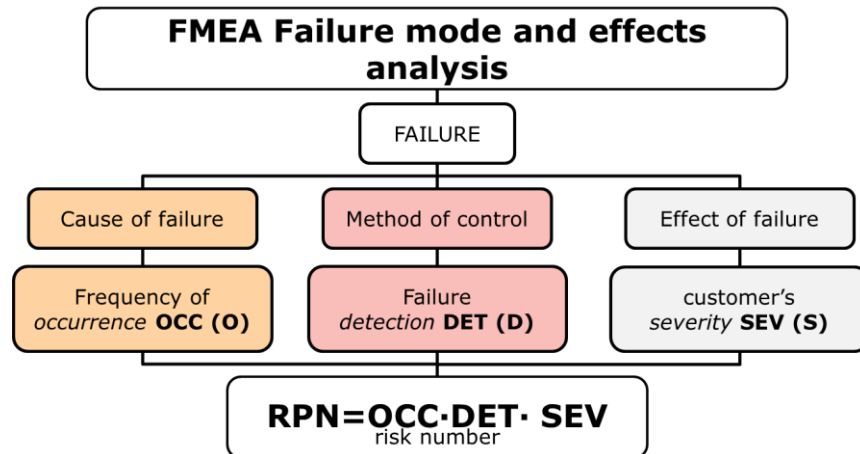 FMEA Failure mode and effects
analysis
FAILURE
Cause of failure
Method of control
Effect of failure
Frequency of
occurrence OCC (O)
Failure
detection DET (D)
customer's
severity SEV (S)
RPN=OCC·DET· SEV
risk number